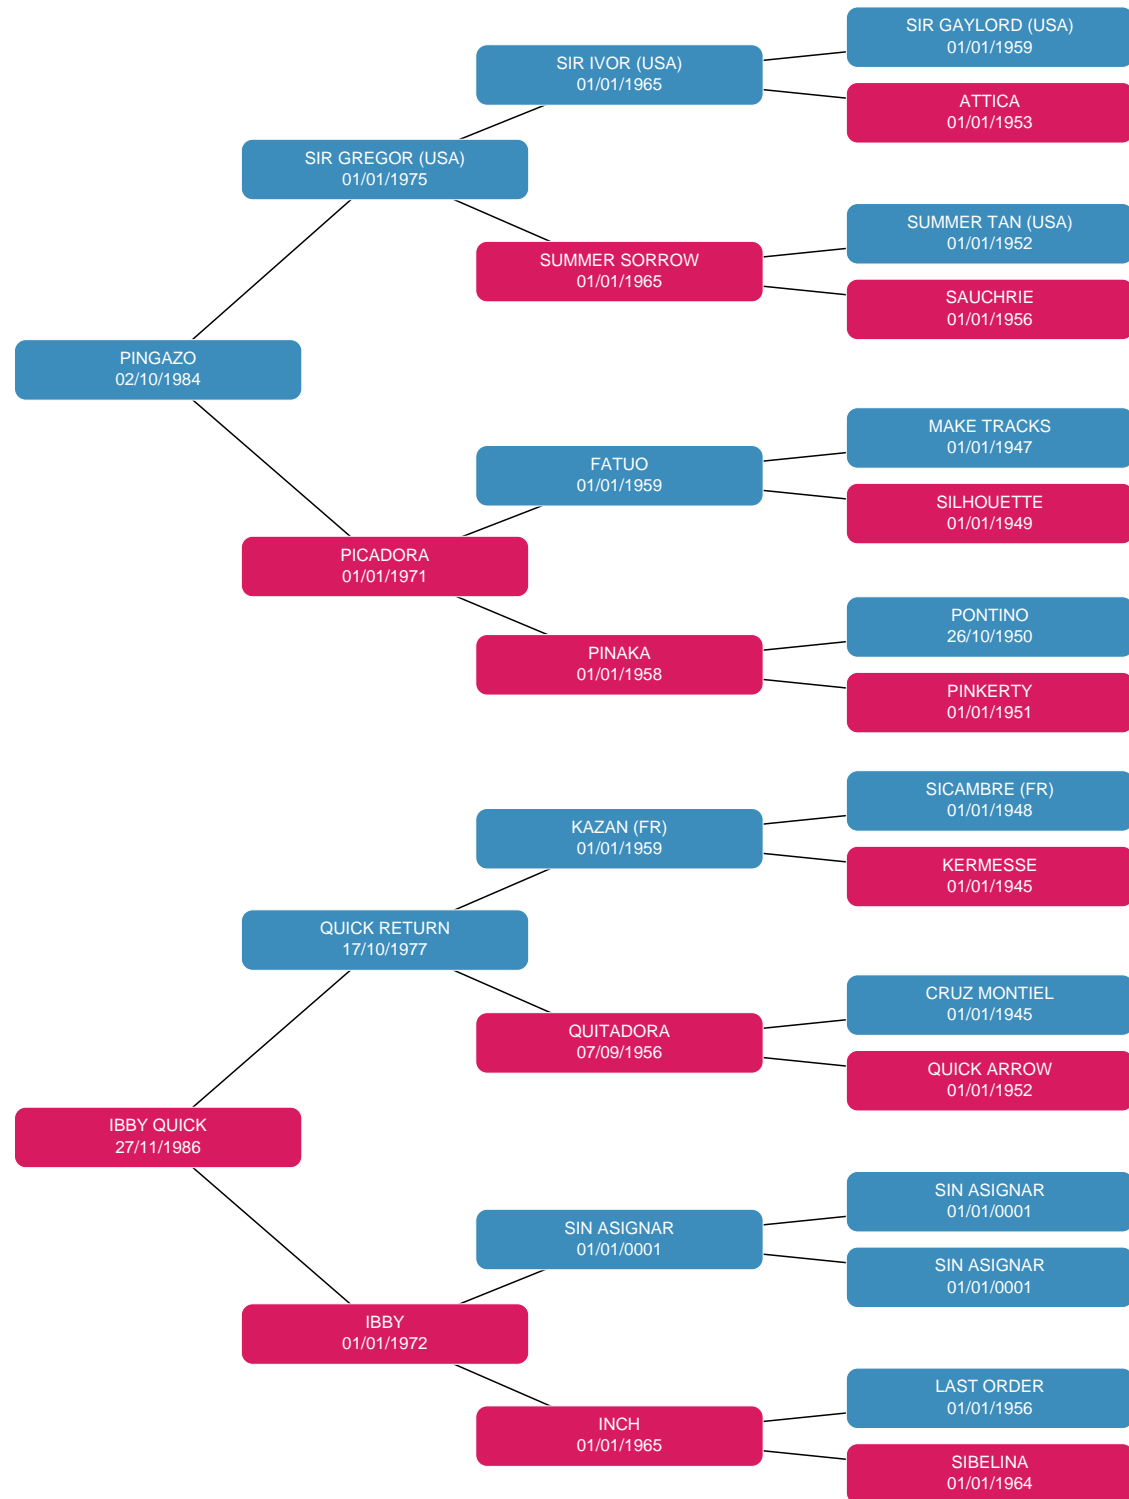 SIR GAYLORD (USA)
01/01/1959
SIR IVOR (USA)
01/01/1965
ATTICA
01/01/1953
SIR GREGOR (USA)
01/01/1975
SUMMER TAN (USA)
01/01/1952
SUMMER SORROW
01/01/1965
SAUCHRIE
01/01/1956
PINGAZO
02/10/1984
MAKE TRACKS
01/01/1947
FATUO
01/01/1959
SILHOUETTE
01/01/1949
PICADORA
01/01/1971
PONTINO
26/10/1950
PINAKA
01/01/1958
PINKERTY
01/01/1951
SICAMBRE (FR)
01/01/1948
KAZAN (FR)
01/01/1959
KERMESSE
01/01/1945
QUICK RETURN
17/10/1977
CRUZ MONTIEL
01/01/1945
QUITADORA
07/09/1956
QUICK ARROW
01/01/1952
IBBY QUICK
27/11/1986
SIN ASIGNAR
01/01/0001
SIN ASIGNAR
01/01/0001
SIN ASIGNAR
01/01/0001
IBBY
01/01/1972
LAST ORDER
01/01/1956
INCH
01/01/1965
SIBELINA
01/01/1964